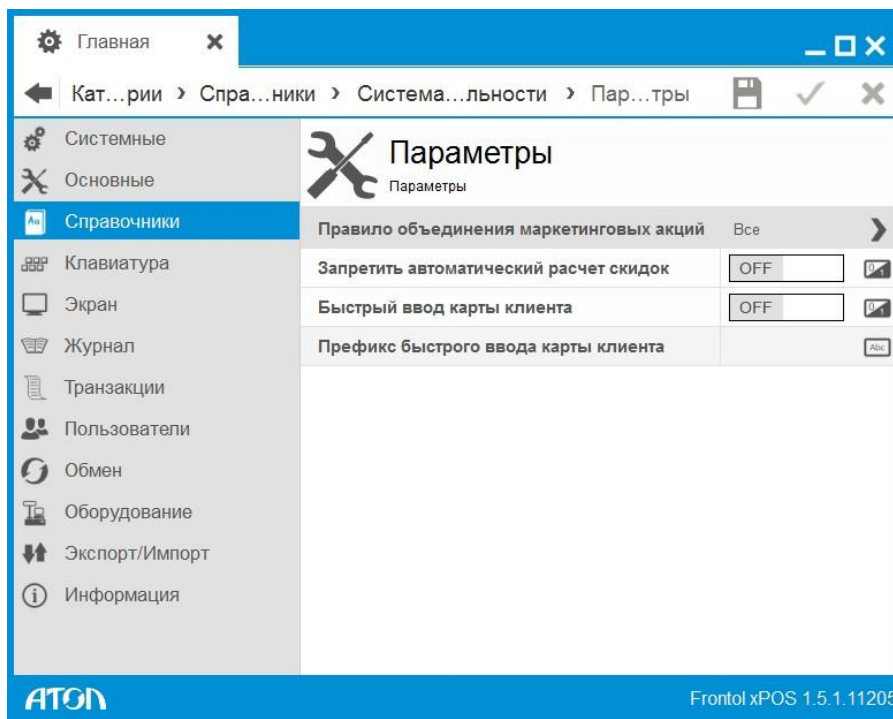 Главная
Кат...рии › Спра...ники › Система...льности › Пар...тры
Системные
Основные
Справочники
Клавиатура
Экран
Журнал
Транзакции
Пользователи
Обмен
Оборудование
Экспорт/Импорт
Информация
Параметры
Параметры
Правило объединения маркетинговых акций Все
Запретить автоматический расчет скидок OFF
Быстрый ввод карты клиента OFF
Префикс быстрого ввода карты клиента Abc
АТОЛ Frontol xPOS 1.5.1.11205